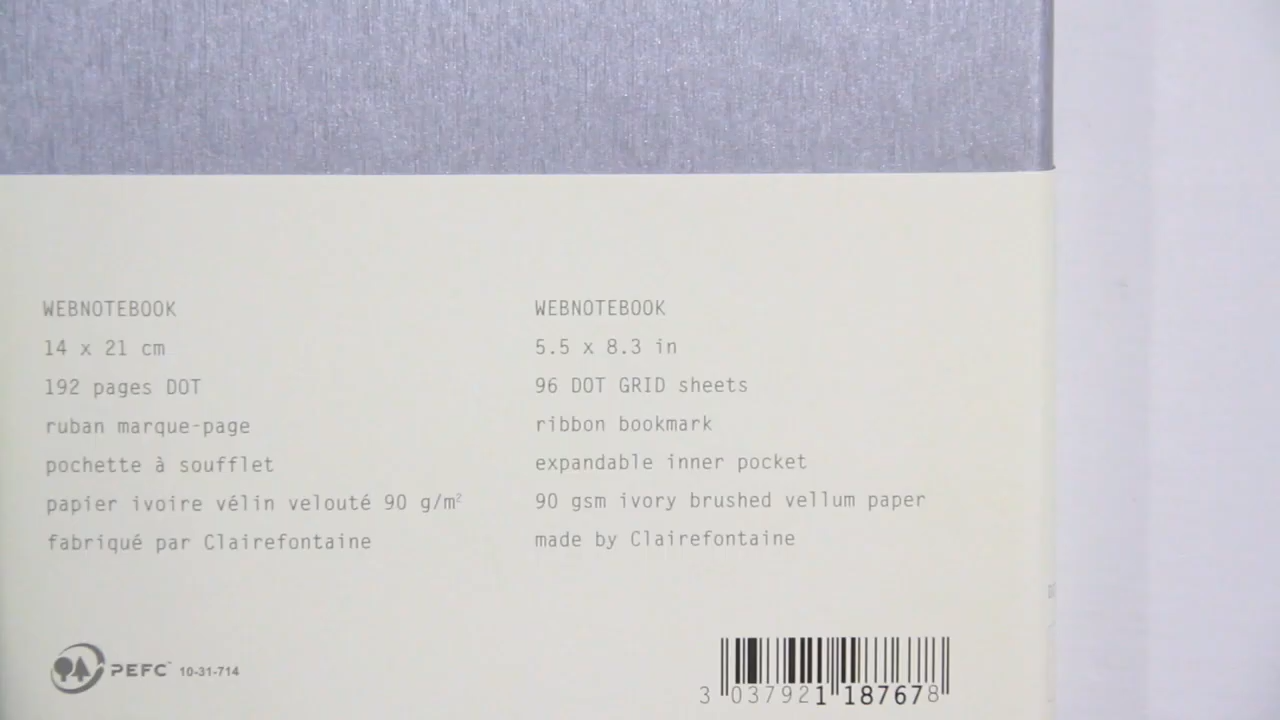 WEBNOTEBOOK
14 x 21 cm
192 pages DOT
ruban marque-page
pochette à soufflet
papier ivoire vélin velouté 90 g/m²
fabriqué par Clairefontaine
WEBNOTEBOOK
5.5 x 8.3 in
96 DOT GRID sheets
ribbon bookmark
expandable inner pocket
90 gsm ivory brushed vellum paper
made by Clairefontaine
PEFC™ 10-31-714
3 037921 187678